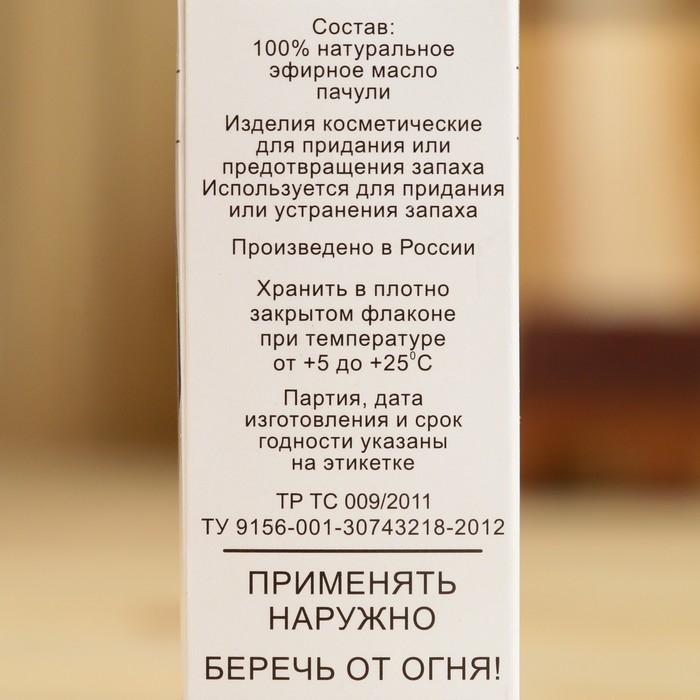 Состав:
100% натуральное
эфирное масло
пачули
Изделия косметические
для придания или
предотвращения запаха
Используется для придания
или устранения запаха
Произведено в России
Хранить в плотно
закрытом флаконе
при температуре
от +5 до +25⁰С
Партия, дата
изготовления и срок
годности указаны
на этикетке
ТР ТС 009/2011
ТУ 9156-001-30743218-2012
ПРИМЕНЯТЬ
НАРУЖНО
БЕРЕЧЬ ОТ ОГНЯ!